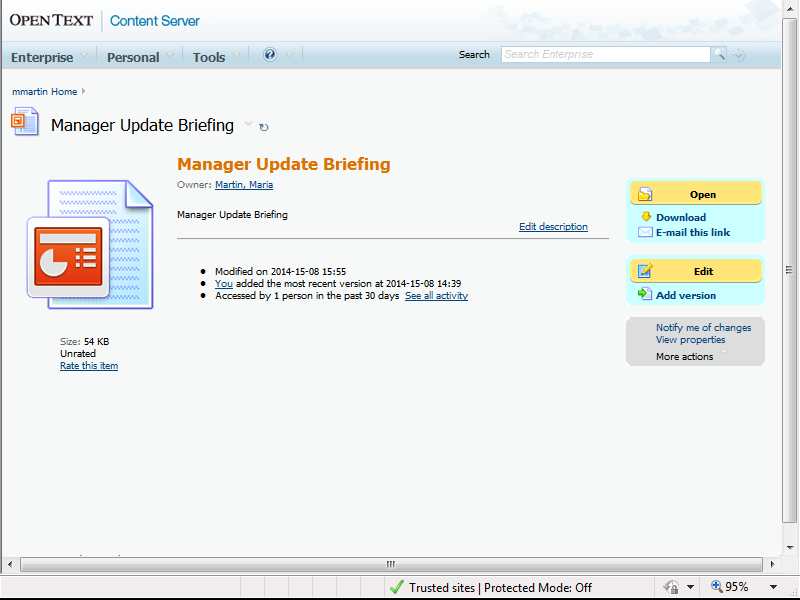 OPEN TEXT | Content Server
Enterprise Personal Tools ? Search Search Enterprise
mmartin Home
Manager Update Briefing
Manager Update Briefing
Owner: Martin, Maria
Manager Update Briefing
Edit description
• Modified on 2014-15-08 15:55
• You added the most recent version at 2014-15-08 14:39
• Accessed by 1 person in the past 30 days See all activity
Size: 54 KB
Unrated
Rate this item
Open
Download
E-mail this link
Edit
Add version
Notify me of changes
View properties
More actions
Trusted sites | Protected Mode: Off 95%